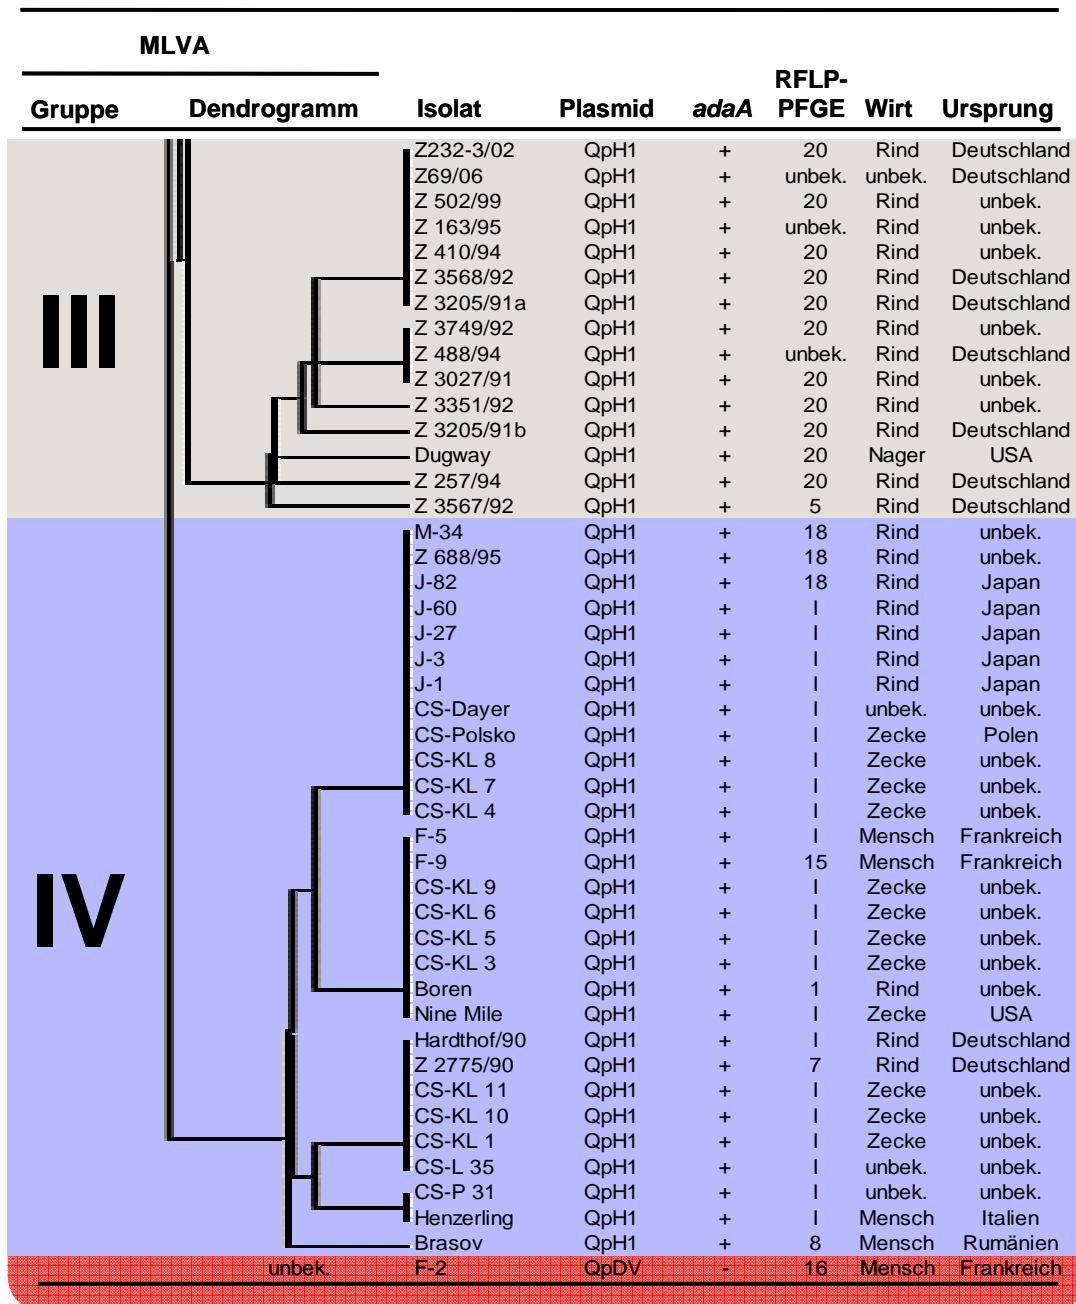 MLVA
RFLP-
Gruppe Dendrogramm Isolat Plasmid adaA PFGE Wirt Ursprung
III
Z232-3/02 QpH1 + 20 Rind Deutschland
Z69/06 QpH1 + unbek. unbek. Deutschland
Z 502/99 QpH1 + 20 Rind unbek.
Z 163/95 QpH1 + unbek. Rind unbek.
Z 410/94 QpH1 + 20 Rind unbek.
Z 3568/92 QpH1 + 20 Rind Deutschland
Z 3205/91a QpH1 + 20 Rind Deutschland
Z 3749/92 QpH1 + 20 Rind unbek.
Z 488/94 QpH1 + unbek. Rind Deutschland
Z 3027/91 QpH1 + 20 Rind unbek.
Z 3351/92 QpH1 + 20 Rind unbek.
Z 3205/91b QpH1 + 20 Rind Deutschland
Dugway QpH1 + 20 Nager USA
Z 257/94 QpH1 + 20 Rind Deutschland
Z 3567/92 QpH1 + 5 Rind Deutschland
IV
M-34 QpH1 + 18 Rind unbek.
Z 688/95 QpH1 + 18 Rind unbek.
J-82 QpH1 + 18 Rind Japan
J-60 QpH1 + I Rind Japan
J-27 QpH1 + I Rind Japan
J-3 QpH1 + I Rind Japan
J-1 QpH1 + I Rind Japan
CS-Dayer QpH1 + I unbek. unbek.
CS-Polsko QpH1 + I Zecke Polen
CS-KL 8 QpH1 + I Zecke unbek.
CS-KL 7 QpH1 + I Zecke unbek.
CS-KL 4 QpH1 + I Zecke unbek.
F-5 QpH1 + I Mensch Frankreich
F-9 QpH1 + 15 Mensch Frankreich
CS-KL 9 QpH1 + I Zecke unbek.
CS-KL 6 QpH1 + I Zecke unbek.
CS-KL 5 QpH1 + I Zecke unbek.
CS-KL 3 QpH1 + I Zecke unbek.
Boren QpH1 + 1 Rind unbek.
Nine Mile QpH1 + I Zecke USA
Hardthof/90 QpH1 + I Rind Deutschland
Z 2775/90 QpH1 + 7 Rind Deutschland
CS-KL 11 QpH1 + I Zecke unbek.
CS-KL 10 QpH1 + I Zecke unbek.
CS-KL 1 QpH1 + I Zecke unbek.
CS-L 35 QpH1 + I unbek. unbek.
CS-P 31 QpH1 + I unbek. unbek.
Henzerling QpH1 + I Mensch Italien
Brasov QpH1 + 8 Mensch Rumänien
unbek. F-2 QpDV - 16 Mensch Frankreich